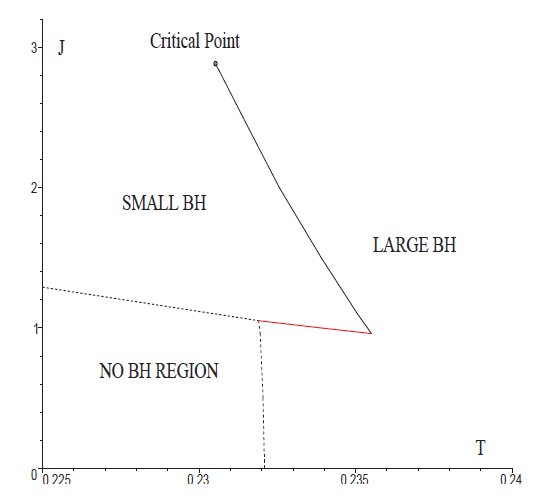 Critical Point
3
J
2
SMALL BH
LARGE BH
1
NO BH REGION
T
0
0.225
0.23
0.235
0.24